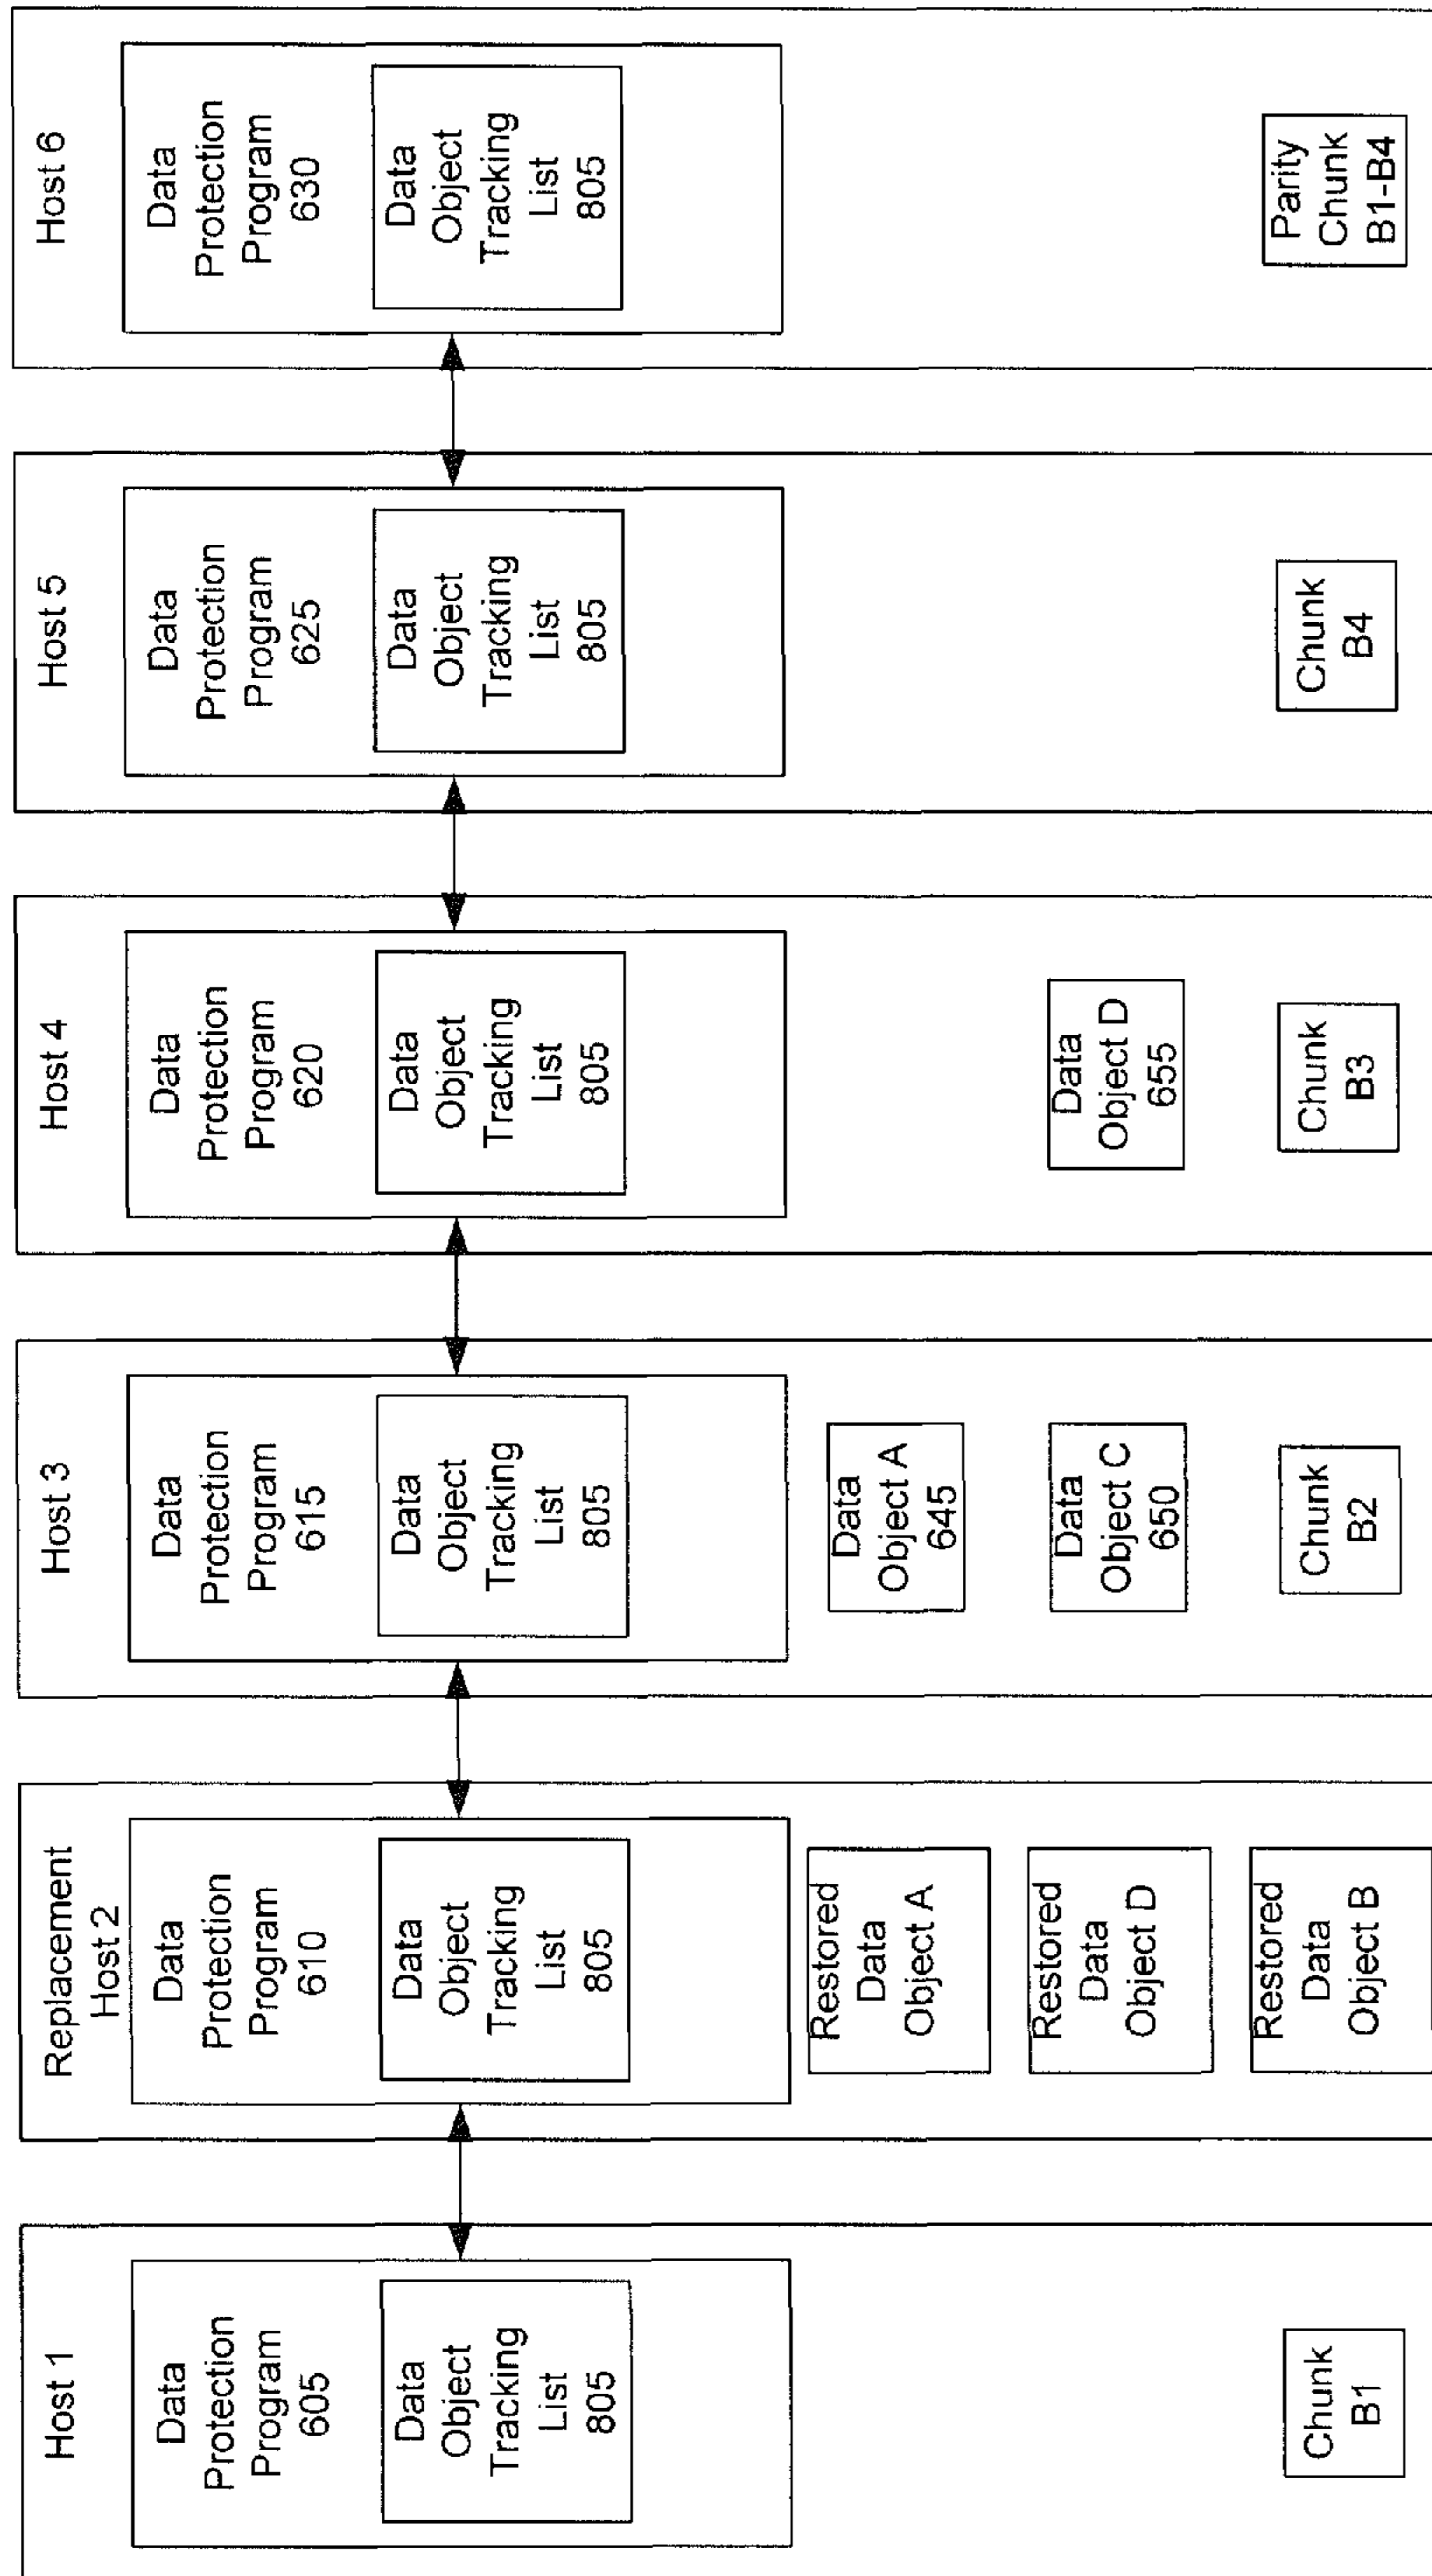 Host 1
Data
Protection
Program
605
Data
Object
Tracking
List
805
Chunk
B1
Replacement
Host 2
Data
Protection
Program
610
Data
Object
Tracking
List
805
Restored
Data
Object A
Restored
Data
Object D
Restored
Data
Object B
Host 3
Data
Protection
Program
615
Data
Object
Tracking
List
805
Data
Object A
645
Data
Object C
650
Chunk
B2
Host 4
Data
Protection
Program
620
Data
Object
Tracking
List
805
Data
Object D
655
Chunk
B3
Host 5
Data
Protection
Program
625
Data
Object
Tracking
List
805
Chunk
B4
Host 6
Data
Protection
Program
630
Data
Object
Tracking
List
805
Parity
Chunk
B1-B4